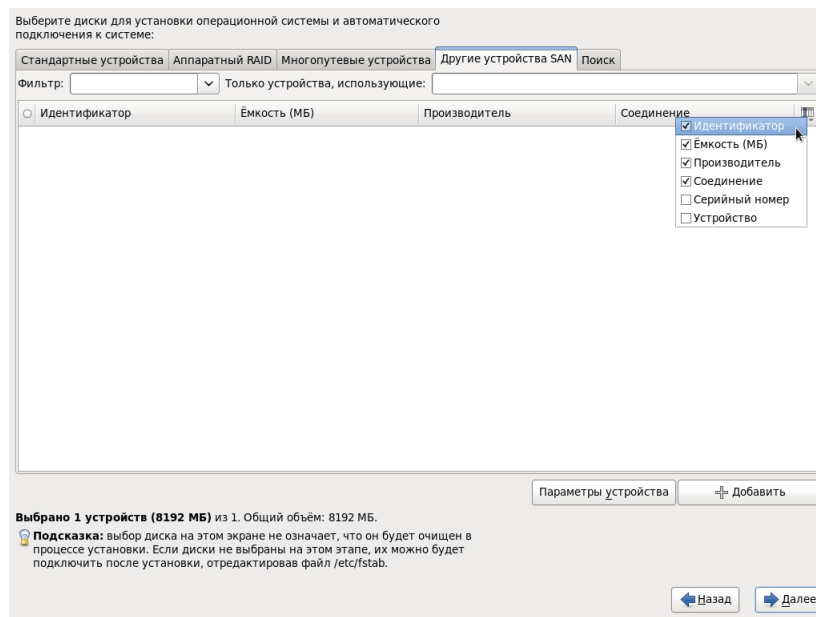 Выберите диски для установки операционной системы и автоматического
подключения к системе:
Стандартные устройства Аппаратный RAID Многопутевые устройства Другие устройства SAN Поиск
Фильтр: Только устройства, использующие:
Идентификатор Ёмкость (МБ) Производитель Соединение
Идентификатор
Ёмкость (МБ)
Производитель
Соединение
Серийный номер
Устройство
Параметры устройства Добавить
Выбрано 1 устройств (8192 МБ) из 1. Общий объём: 8192 МБ.
Подсказка: выбор диска на этом экране не означает, что он будет очищен в
процессе установки. Если диски не выбраны на этом этапе, их можно будет
подключить после установки, отредактировав файл /etc/fstab.
Назад Далее